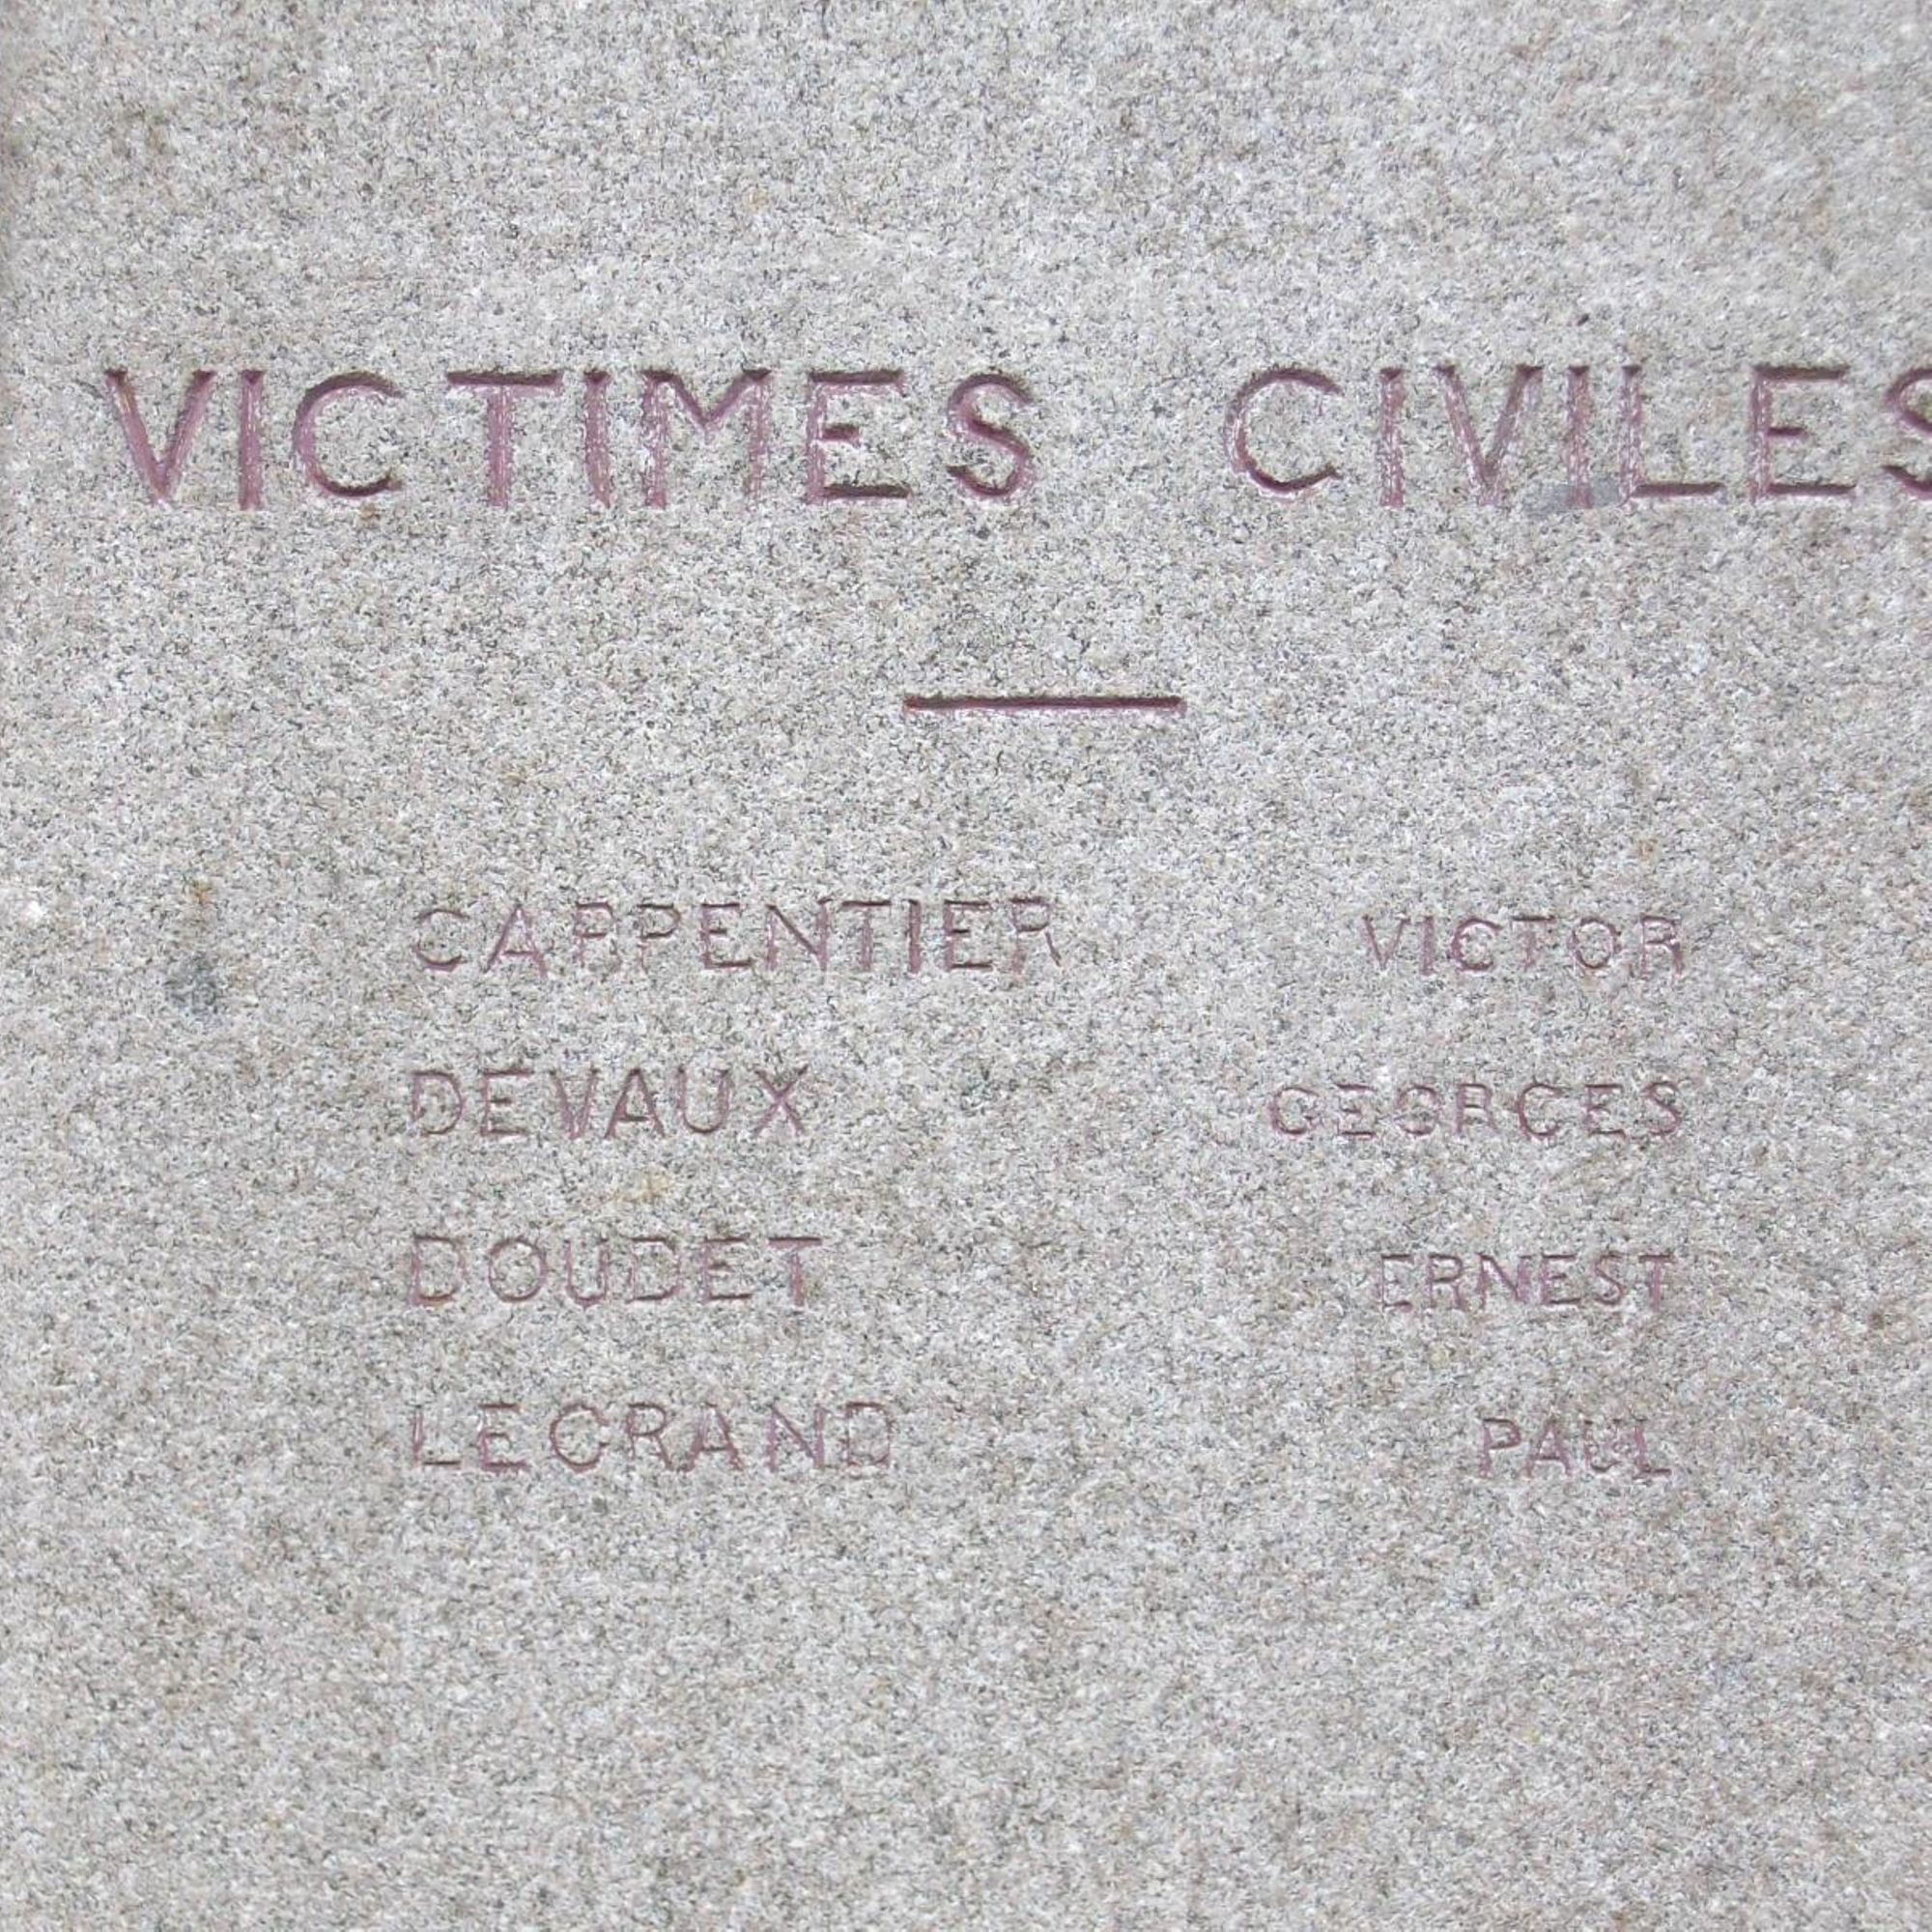 VICTIMES CIVILES
CARPENTIER VICTOR
DEVAUX GEORGES
DOUDET ERNEST
LEGRAND PAUL